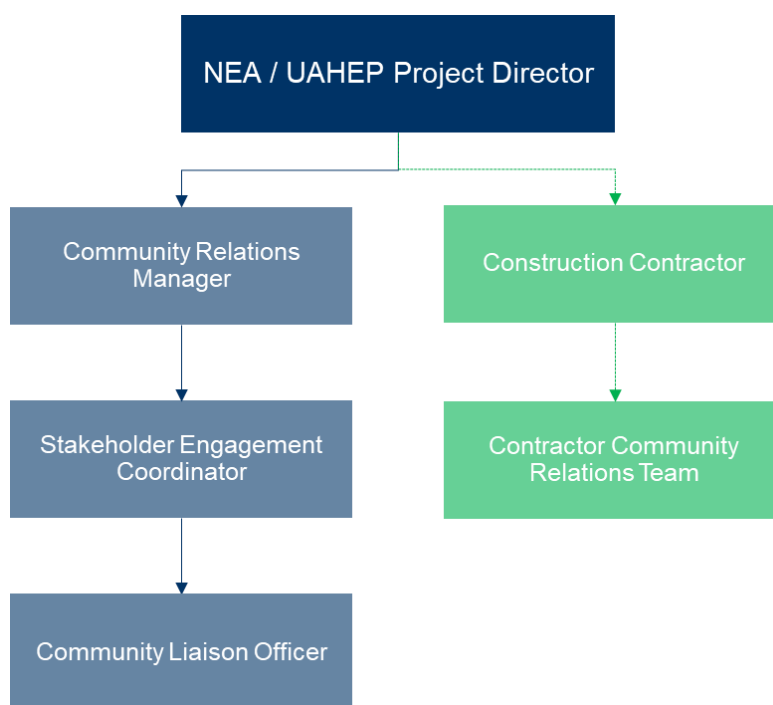 NEA / UAHEP Project Director
Community Relations
Manager
Construction Contractor
Stakeholder Engagement
Coordinator
Contractor Community
Relations Team
Community Liaison Officer